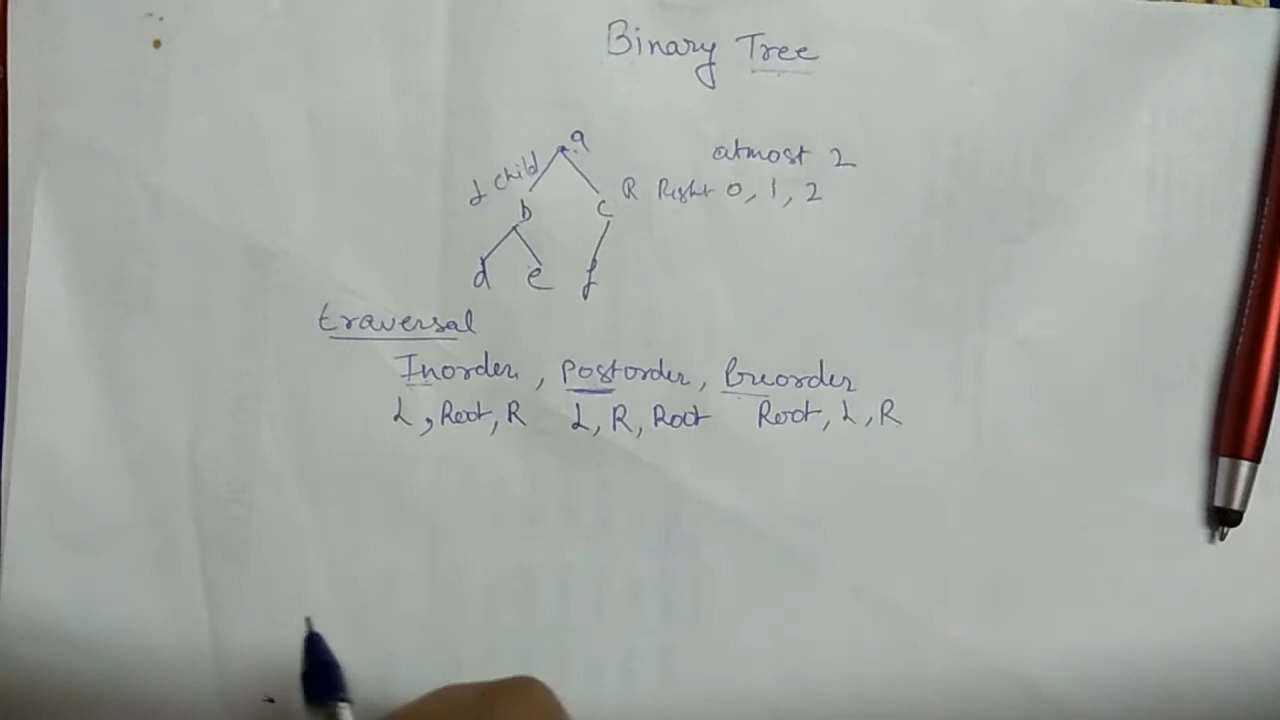 Binary Tree
a
atmost 2
L child
R Right 0, 1, 2
b c
d e f
traversal
Inorder, Postorder, Preorder
L, Root, R L, R, Root Root, L, R